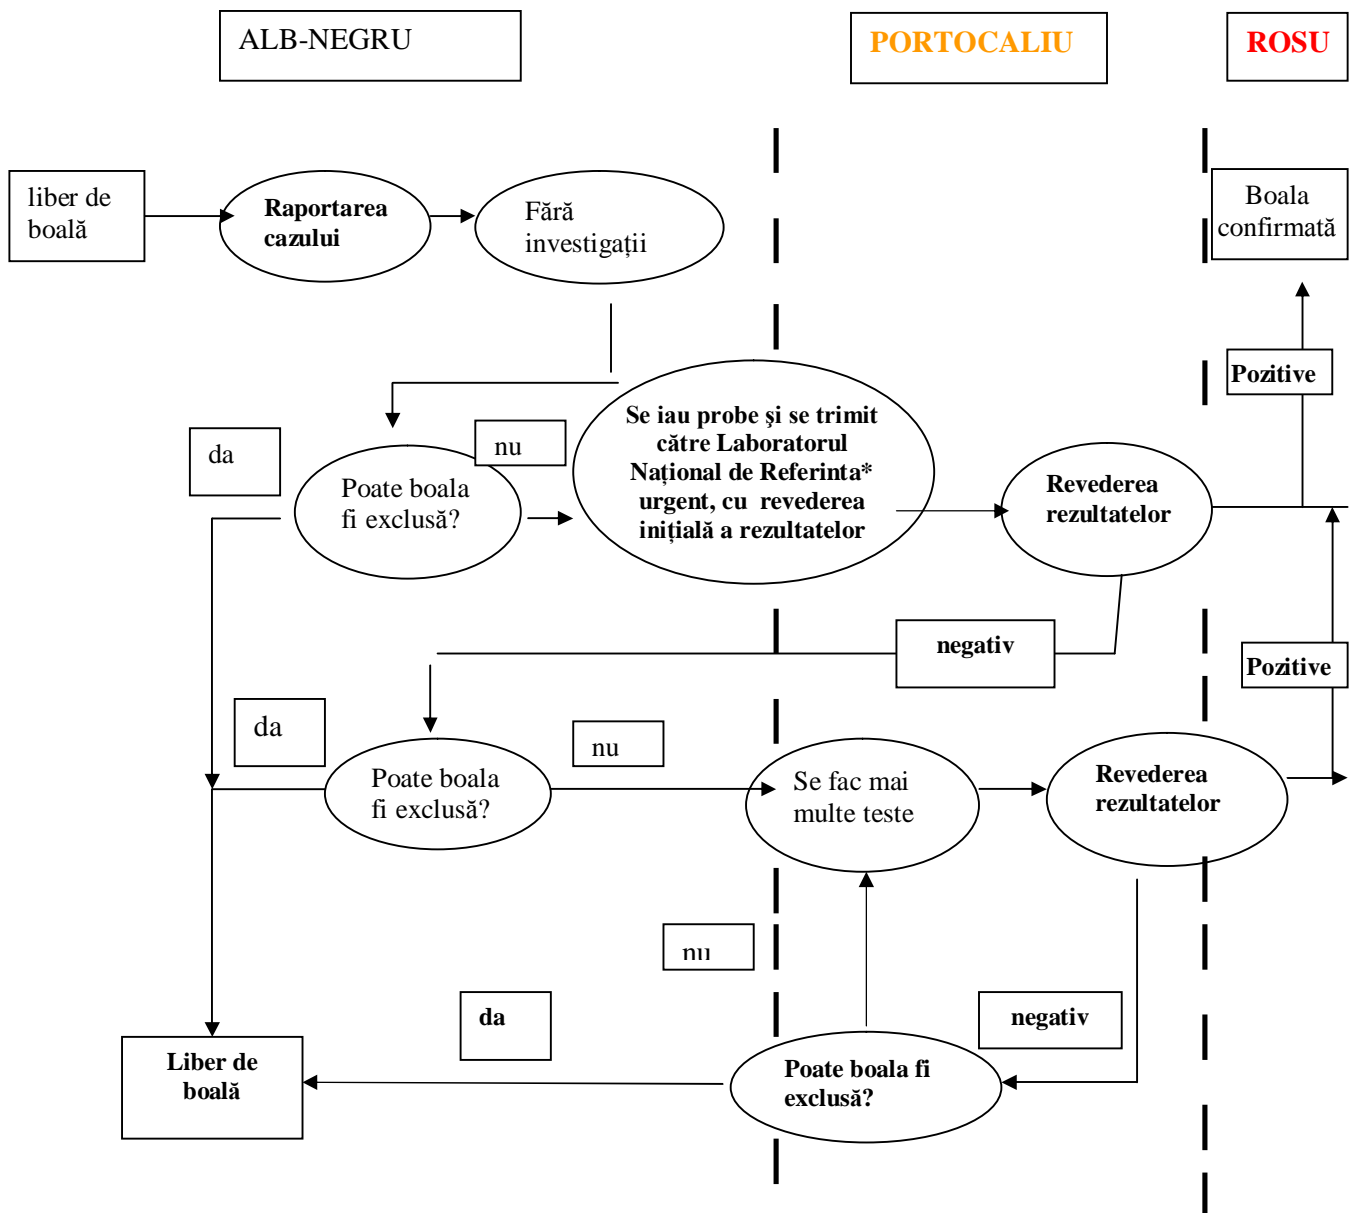 ALB-NEGRU
PORTOCALIU
ROSU
liber de
boală
Raportarea
cazului
Fără
investigații
Boala
confirmată
Pozitive
da
Poate boala
fi exclusă?
nu
Se iau probe şi se trimit
către Laboratorul
Național de Referinta*
urgent, cu revederea
inițială a rezultatelor
Revederea
rezultatelor
negativ
Pozitive
da
Poate boala
fi exclusă?
nu
Se fac mai
multe teste
Revederea
rezultatelor
nu
da
negativ
Liber de
boală
Poate boala fi
exclusă?